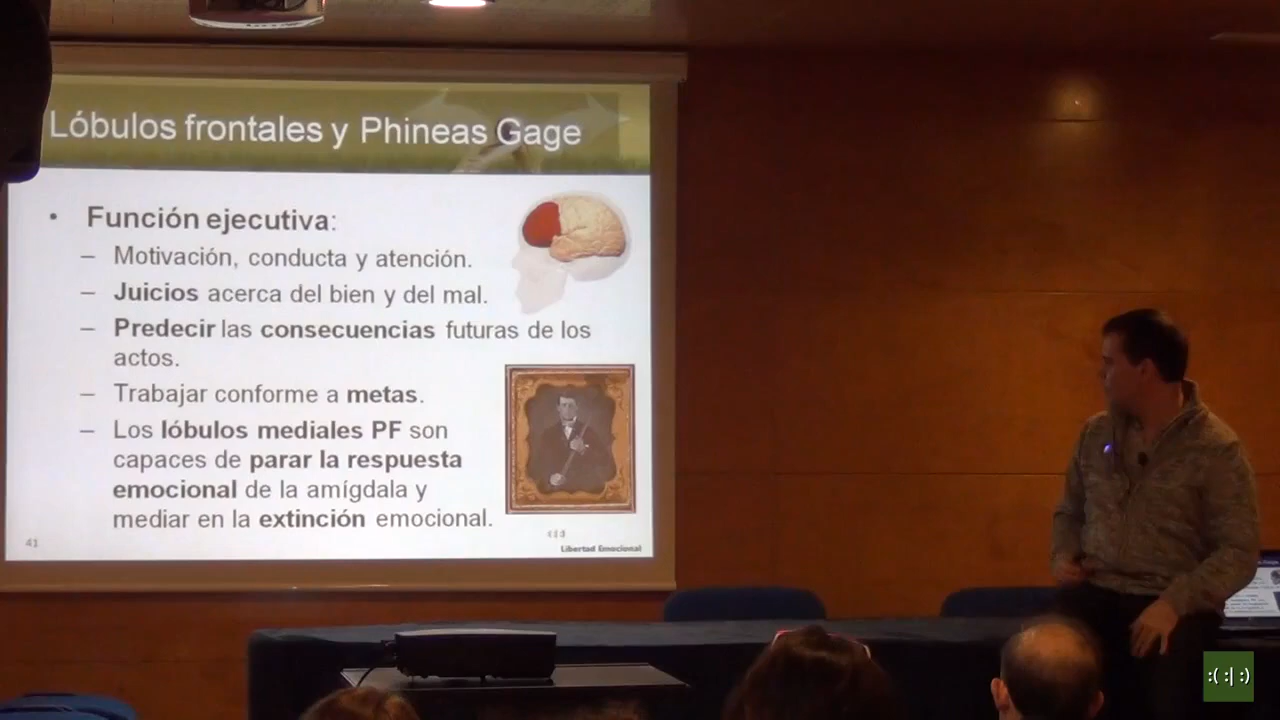 Lóbulos frontales y Phineas Gage
• Función ejecutiva:
– Motivación, conducta y atención.
– Juicios acerca del bien y del mal.
– Predecir las consecuencias futuras de los
actos.
– Trabajar conforme a metas.
– Los lóbulos mediales PF son
capaces de parar la respuesta
emocional de la amígdala y
mediar en la extinción emocional.
41
Libertad Emocional
:( :| :)